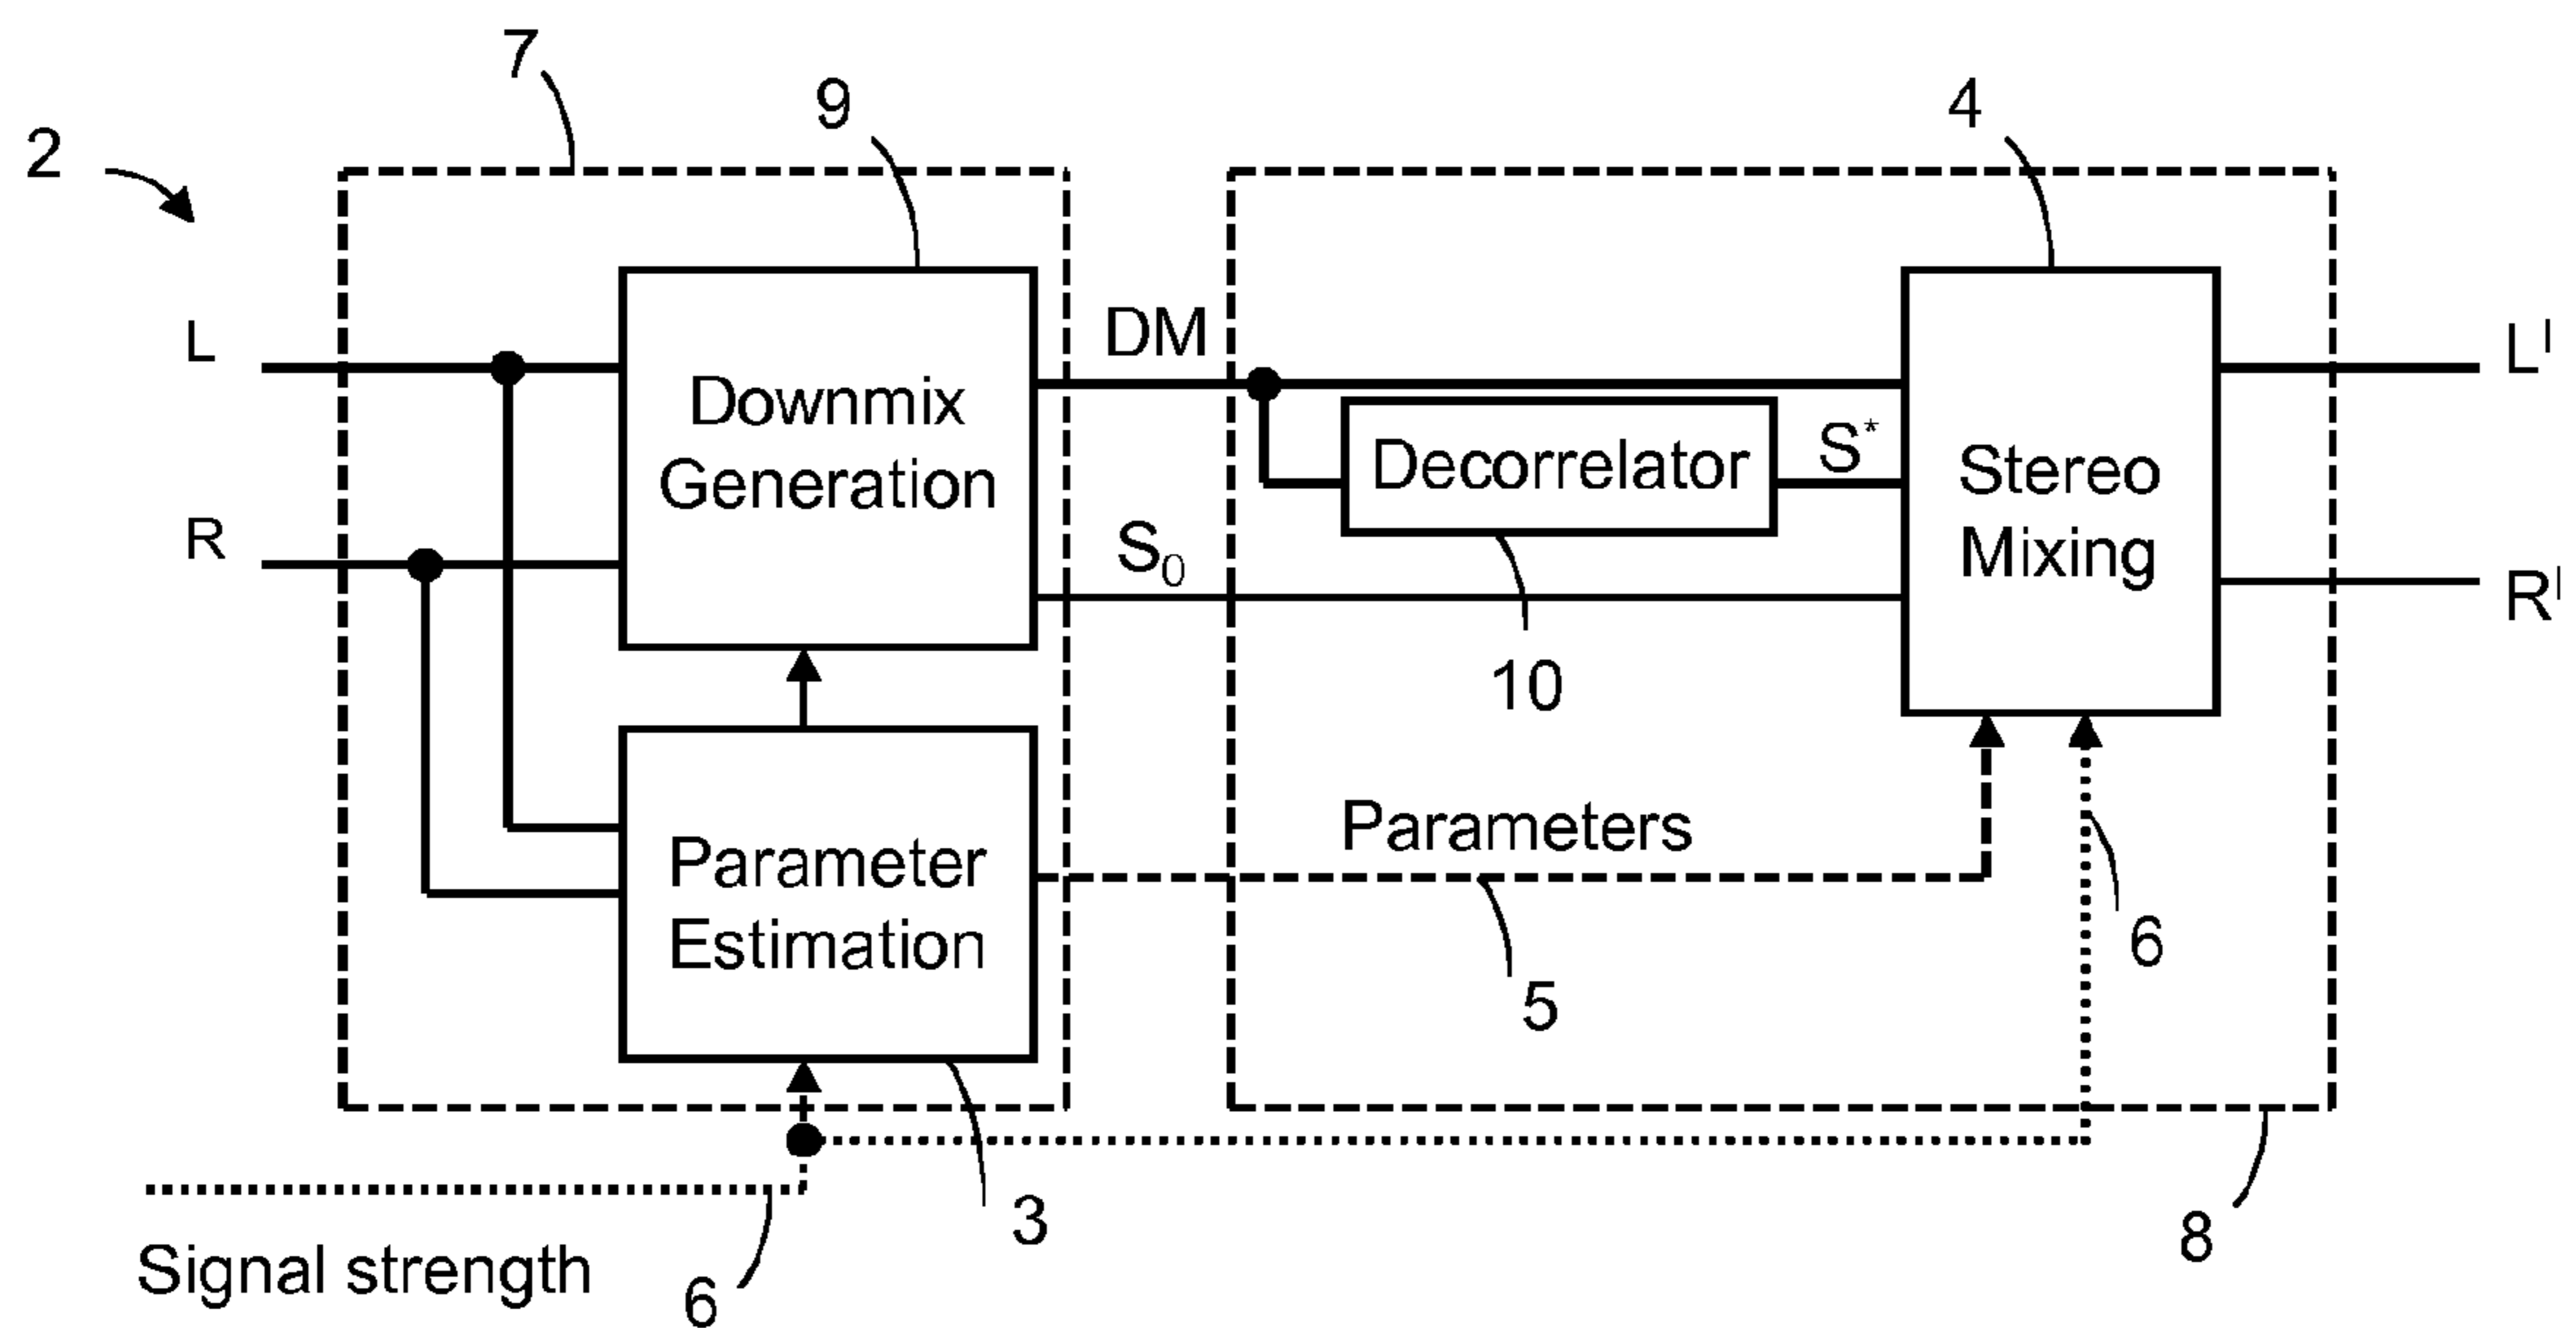 7
9
4
2
L
DM
L'
Downmix
Generation
Decorrelator
S*
Stereo
Mixing
R
S₀
R'
10
Parameters
Parameter
Estimation
6
5
3
8
Signal strength
6